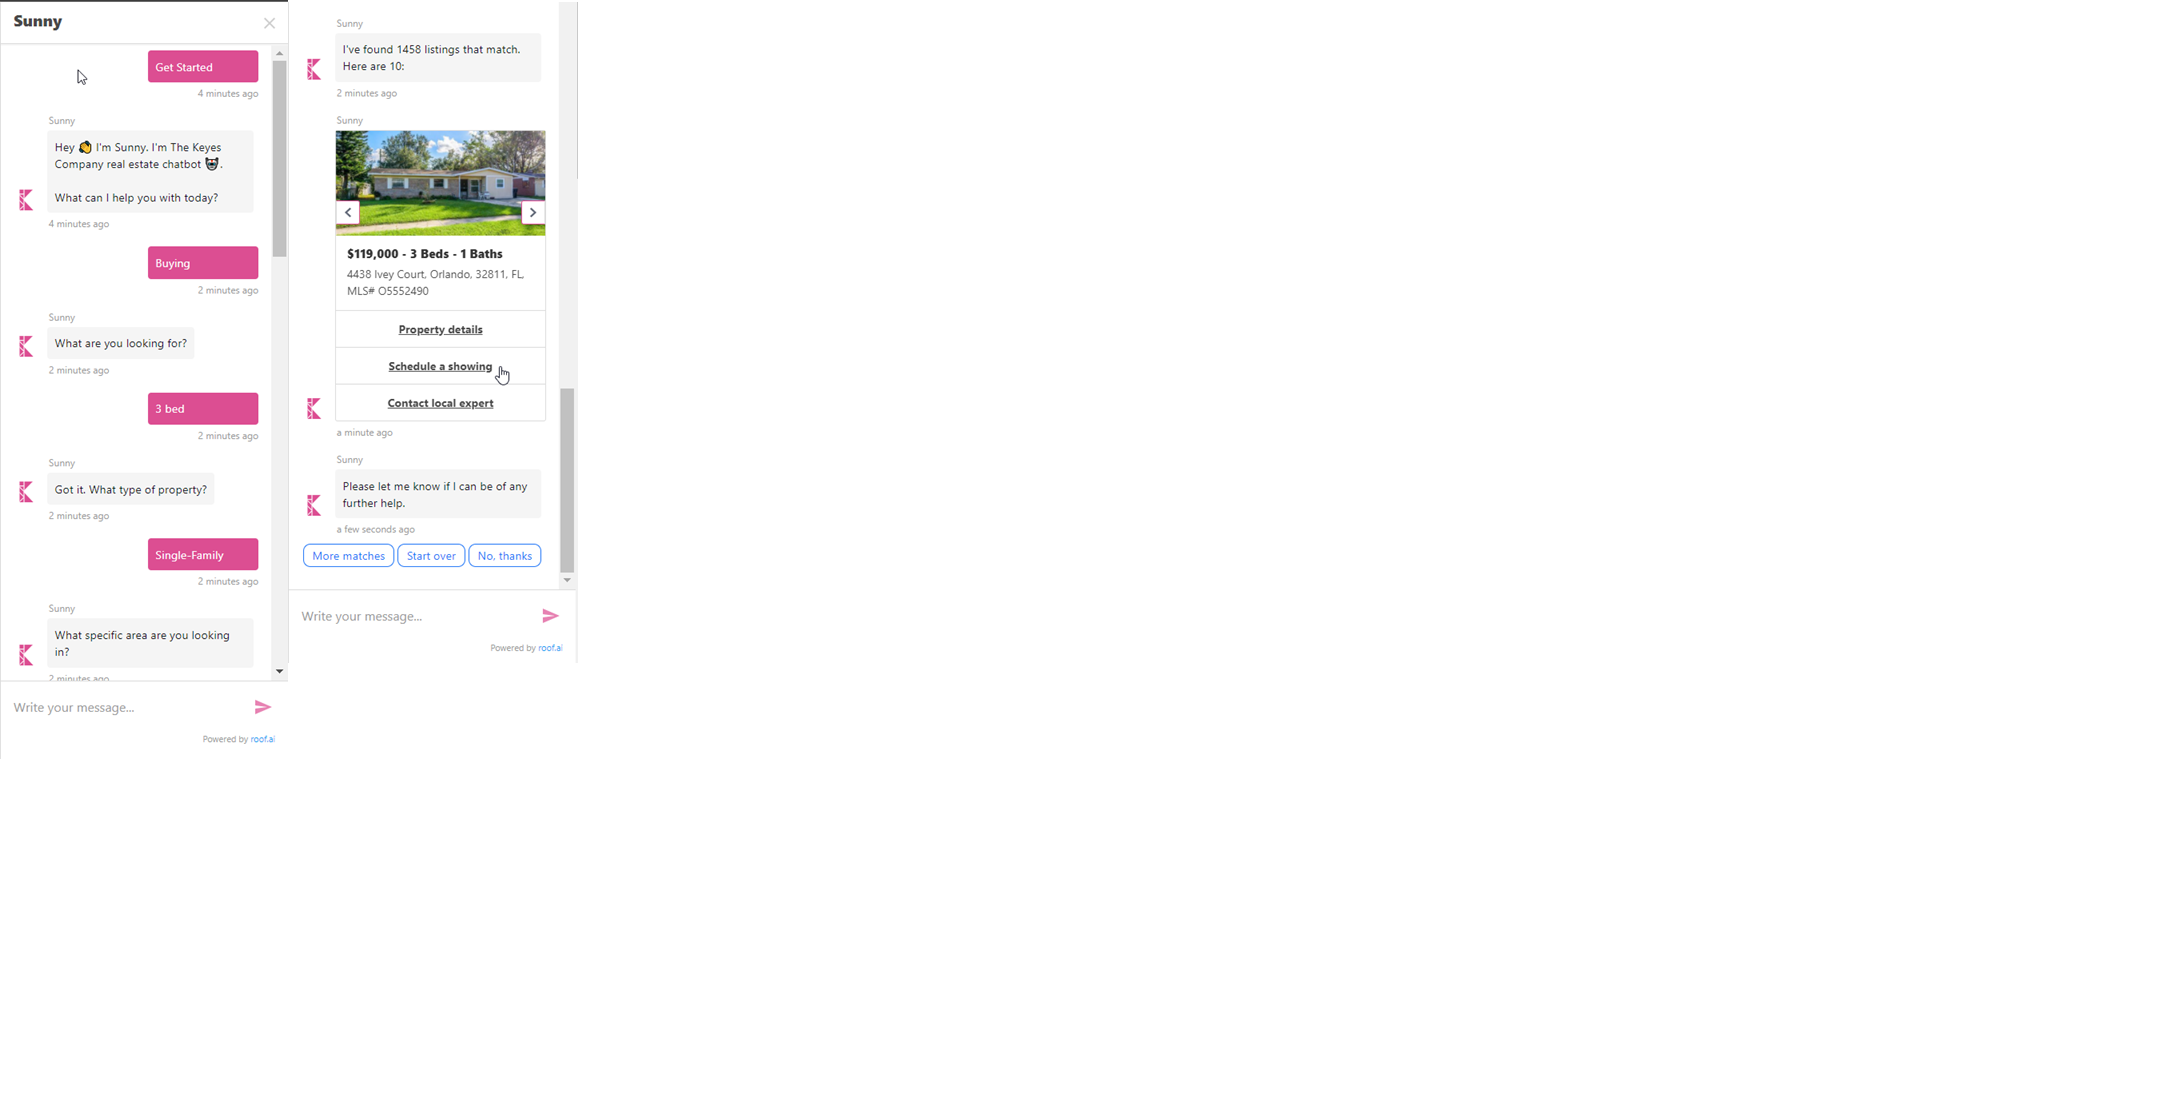 Sunny
Get Started
4 minutes ago
Sunny
Hey I'm Sunny. I'm The Keyes
Company real estate chatbot .
What can I help you with today?
4 minutes ago
Buying
2 minutes ago
Sunny
What are you looking for?
2 minutes ago
3 bed
2 minutes ago
Sunny
Got it. What type of property?
2 minutes ago
Single-Family
2 minutes ago
Sunny
What specific area are you looking
in?
2 minutes ago
Write your message...
Powered by roof.ai
Sunny
I've found 1458 listings that match.
Here are 10:
2 minutes ago
Sunny
$119,000 - 3 Beds - 1 Baths
4438 Ivey Court, Orlando, 32811, FL,
MLS# O5552490
Property details
Schedule a showing
Contact local expert
a minute ago
Sunny
Please let me know if I can be of any
further help.
a few seconds ago
More matches Start over No, thanks
Write your message...
Powered by roof.ai